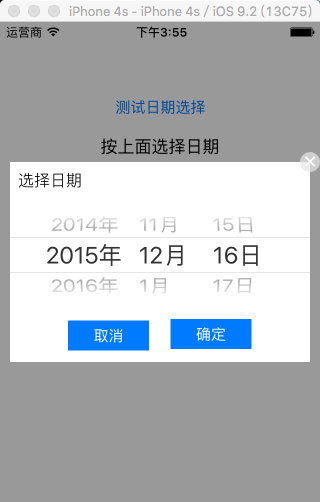 iPhone 4s - iPhone 4s / iOS 9.2 (13C75)
运营商 下午3:55
测试日期选择
按上面选择日期
选择日期
2014年 11月 15日
2015年 12月 16日
2016年 1月 17日
取消 确定